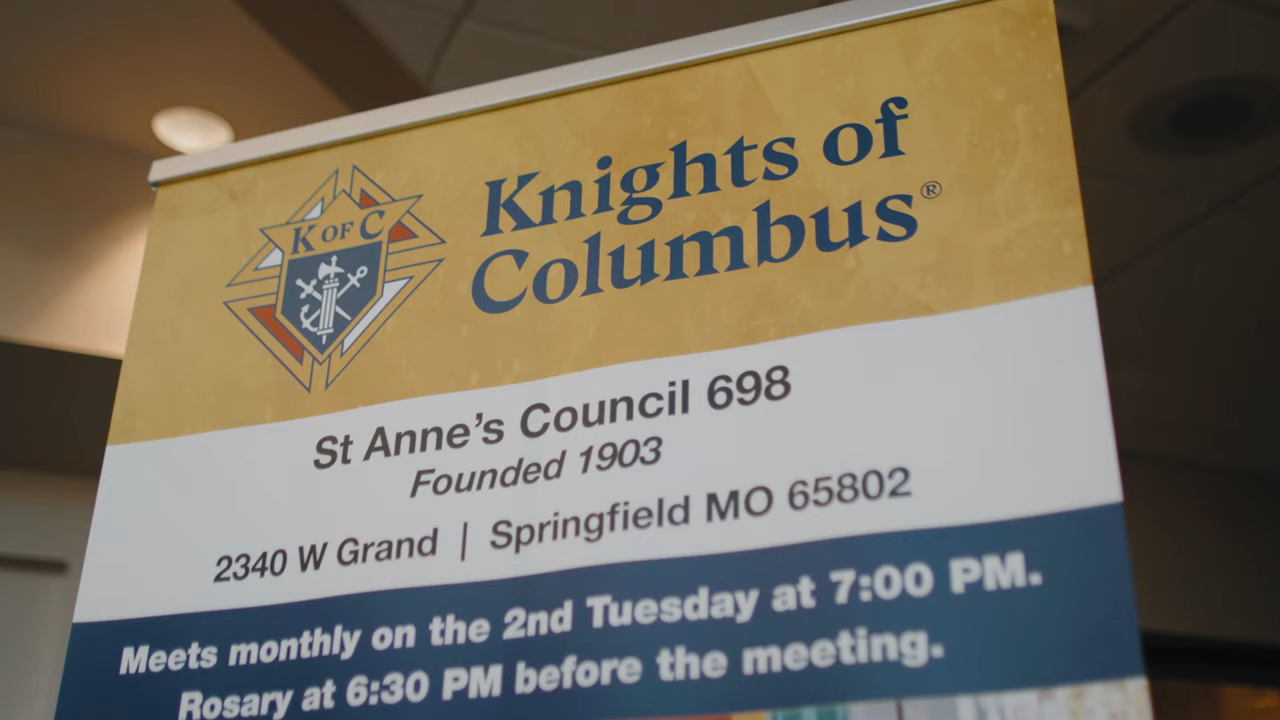 K OF C
Knights of
Columbus®
St Anne's Council 698
Founded 1903
2340 W Grand | Springfield MO 65802
Meets monthly on the 2nd Tuesday at 7:00 PM.
Rosary at 6:30 PM before the meeting.